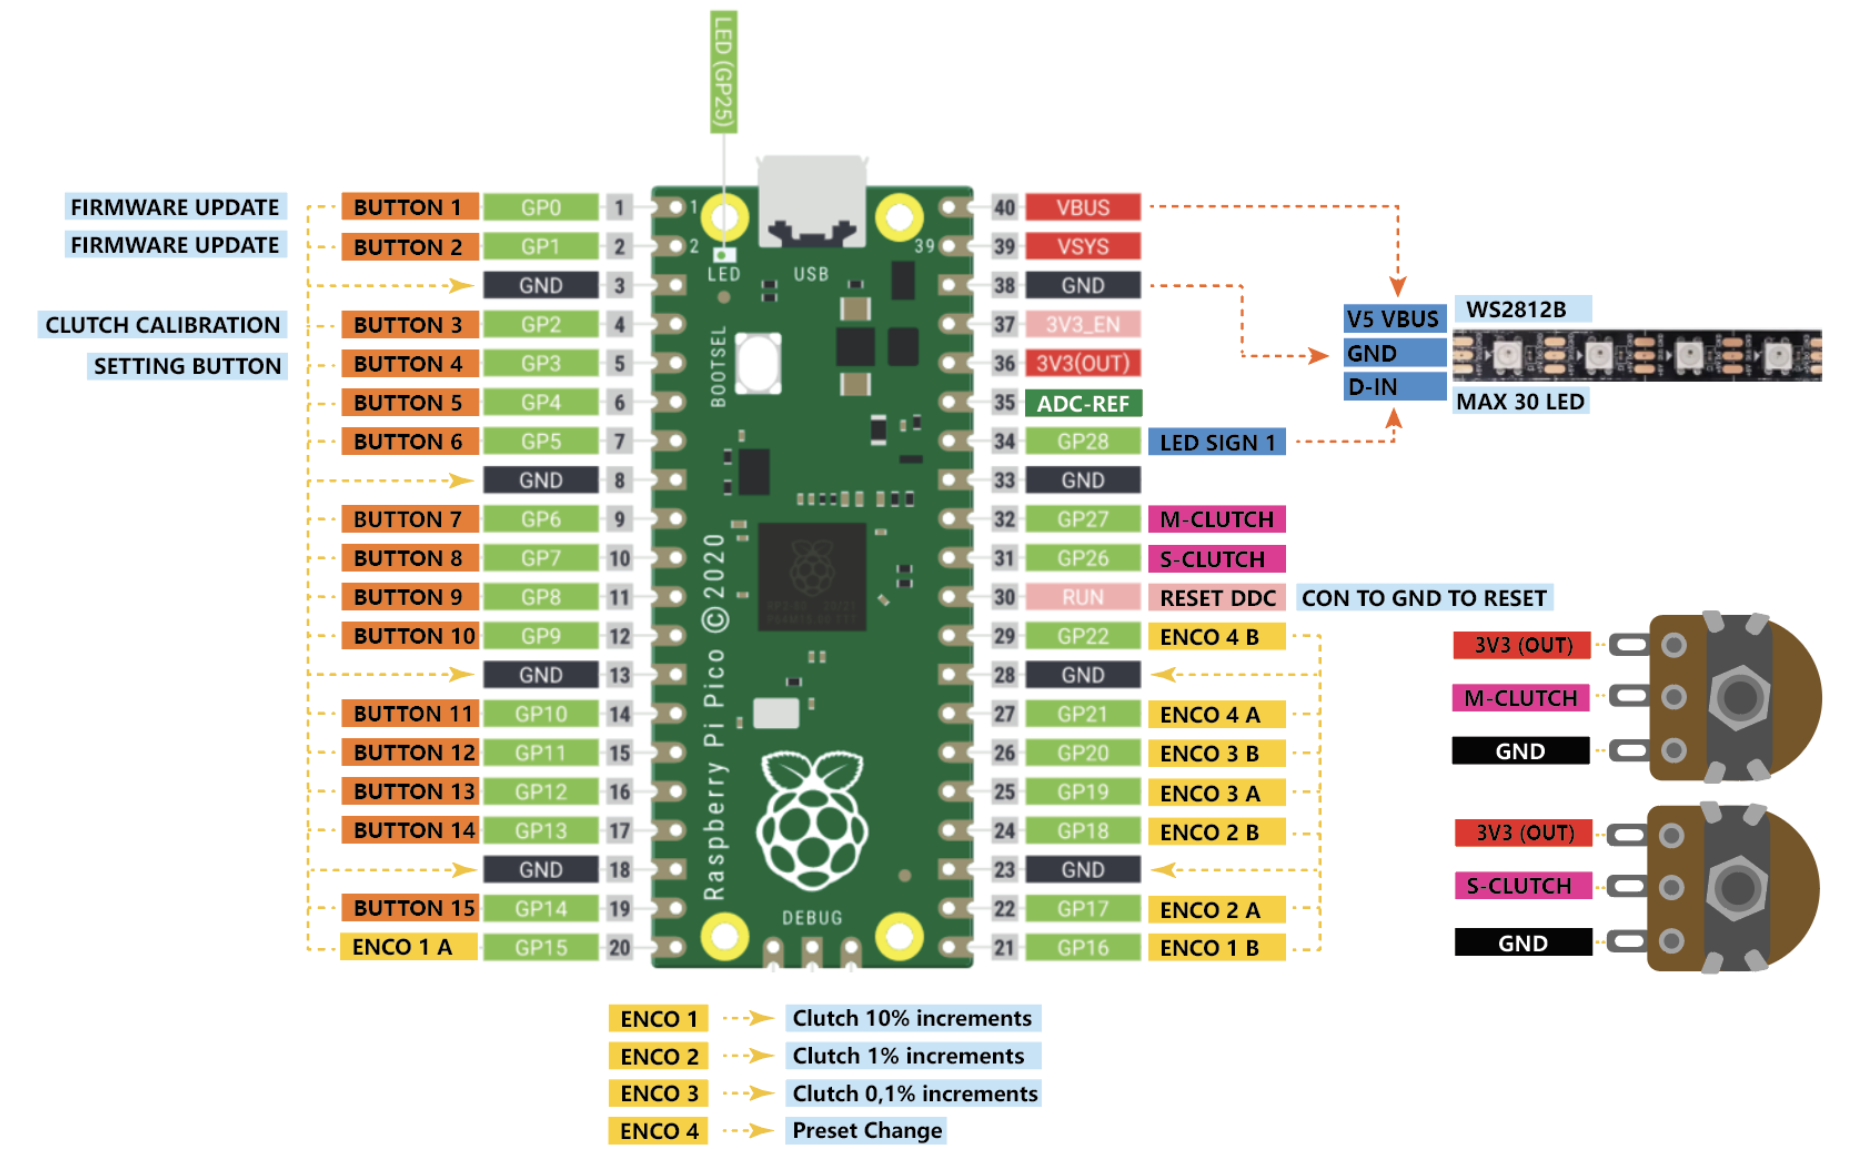 LED (GP25)
FIRMWARE UPDATE BUTTON 1 GP0 1 1 40 VBUS
FIRMWARE UPDATE BUTTON 2 GP1 2 2 39 39 VSYS
LED USB
GND 3 38 GND
CLUTCH CALIBRATION BUTTON 3 GP2 4 37 3V3_EN
SETTING BUTTON BUTTON 4 GP3 5 36 3V3(OUT)
BOOTSEL
BUTTON 5 GP4 6 35 ADC-REF
BUTTON 6 GP5 7 34 GP28 LED SIGN 1
GND 8 33 GND
BUTTON 7 GP6 9 32 GP27 M-CLUTCH
BUTTON 8 GP7 10 31 GP26 S-CLUTCH
BUTTON 9 GP8 11 30 RUN RESET DDC CON TO GND TO RESET
BUTTON 10 GP9 12 29 GP22 ENCO 4 B
GND 13 28 GND
BUTTON 11 GP10 14 27 GP21 ENCO 4 A
BUTTON 12 GP11 15 26 GP20 ENCO 3 B
BUTTON 13 GP12 16 25 GP19 ENCO 3 A
BUTTON 14 GP13 17 24 GP18 ENCO 2 B
GND 18 23 GND
BUTTON 15 GP14 19 22 GP17 ENCO 2 A
ENCO 1 A GP15 20 21 GP16 ENCO 1 B
Raspberry Pi Pico © 2020
DEBUG
V5 VBUS
GND
D-IN
WS2812B
MAX 30 LED
3V3 (OUT)
M-CLUTCH
GND
3V3 (OUT)
S-CLUTCH
GND
ENCO 1 Clutch 10% increments
ENCO 2 Clutch 1% increments
ENCO 3 Clutch 0,1% increments
ENCO 4 Preset Change